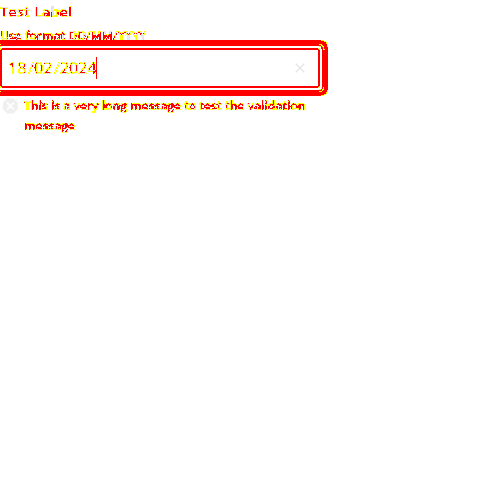 Test Label
Use format DD/MM/YYYY
18/02/2024
This is a very long message to test the validation
message